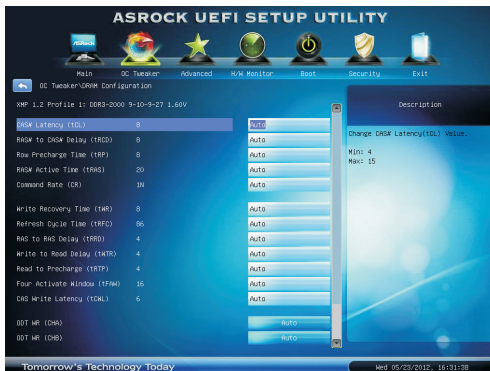 ASROCK UEFI SETUP UTILITY
ASRock
Main OC Tweaker Advanced H/W Monitor Boot Security Exit
OC Tweaker\DRAM Configuration
XMP 1.2 Profile 1: DDR3-2000 9-10-9-27 1.60V
Description
CAS# Latency (tCL) 8 Auto
Change CAS# Latency(tCL) Value.
RAS# to CAS# Delay (tRCD) 8 Auto
Min: 4
Row Precharge Time (tRP) 8 Auto
Max: 15
RAS# Active Time (tRAS) 20 Auto
Command Rate (CR) 1N Auto
Write Recovery Time (tWR) 8 Auto
Refresh Cycle Time (tRFC) 86 Auto
RAS to RAS Delay (tRRD) 4 Auto
Write to Read Delay (tWTR) 4 Auto
Read to Precharge (tRTP) 4 Auto
Four Activate Window (tFAW) 16 Auto
CAS Write Latency (tCWL) 6 Auto
ODT WR (CHA) Auto
ODT WR (CHB) Auto
Tomorrow's Technology Today
Wed 05/23/2012, 16:31:38